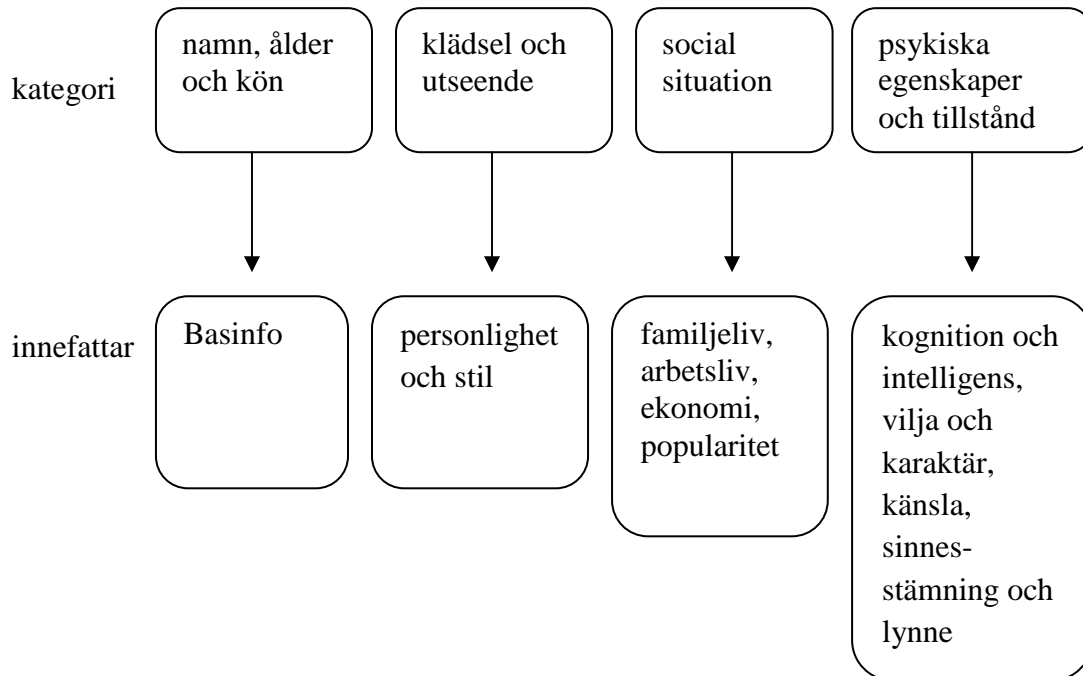 kategori
namn, ålder
och kön
klädsel och
utseende
social
situation
psykiska
egenskaper
och tillstånd
innefattar
Basinfo
personlighet
och stil
familjeliv,
arbetsliv,
ekonomi,
popularitet
kognition och
intelligens,
vilja och
karaktär,
känsla,
sinnes-
stämning och
lynne